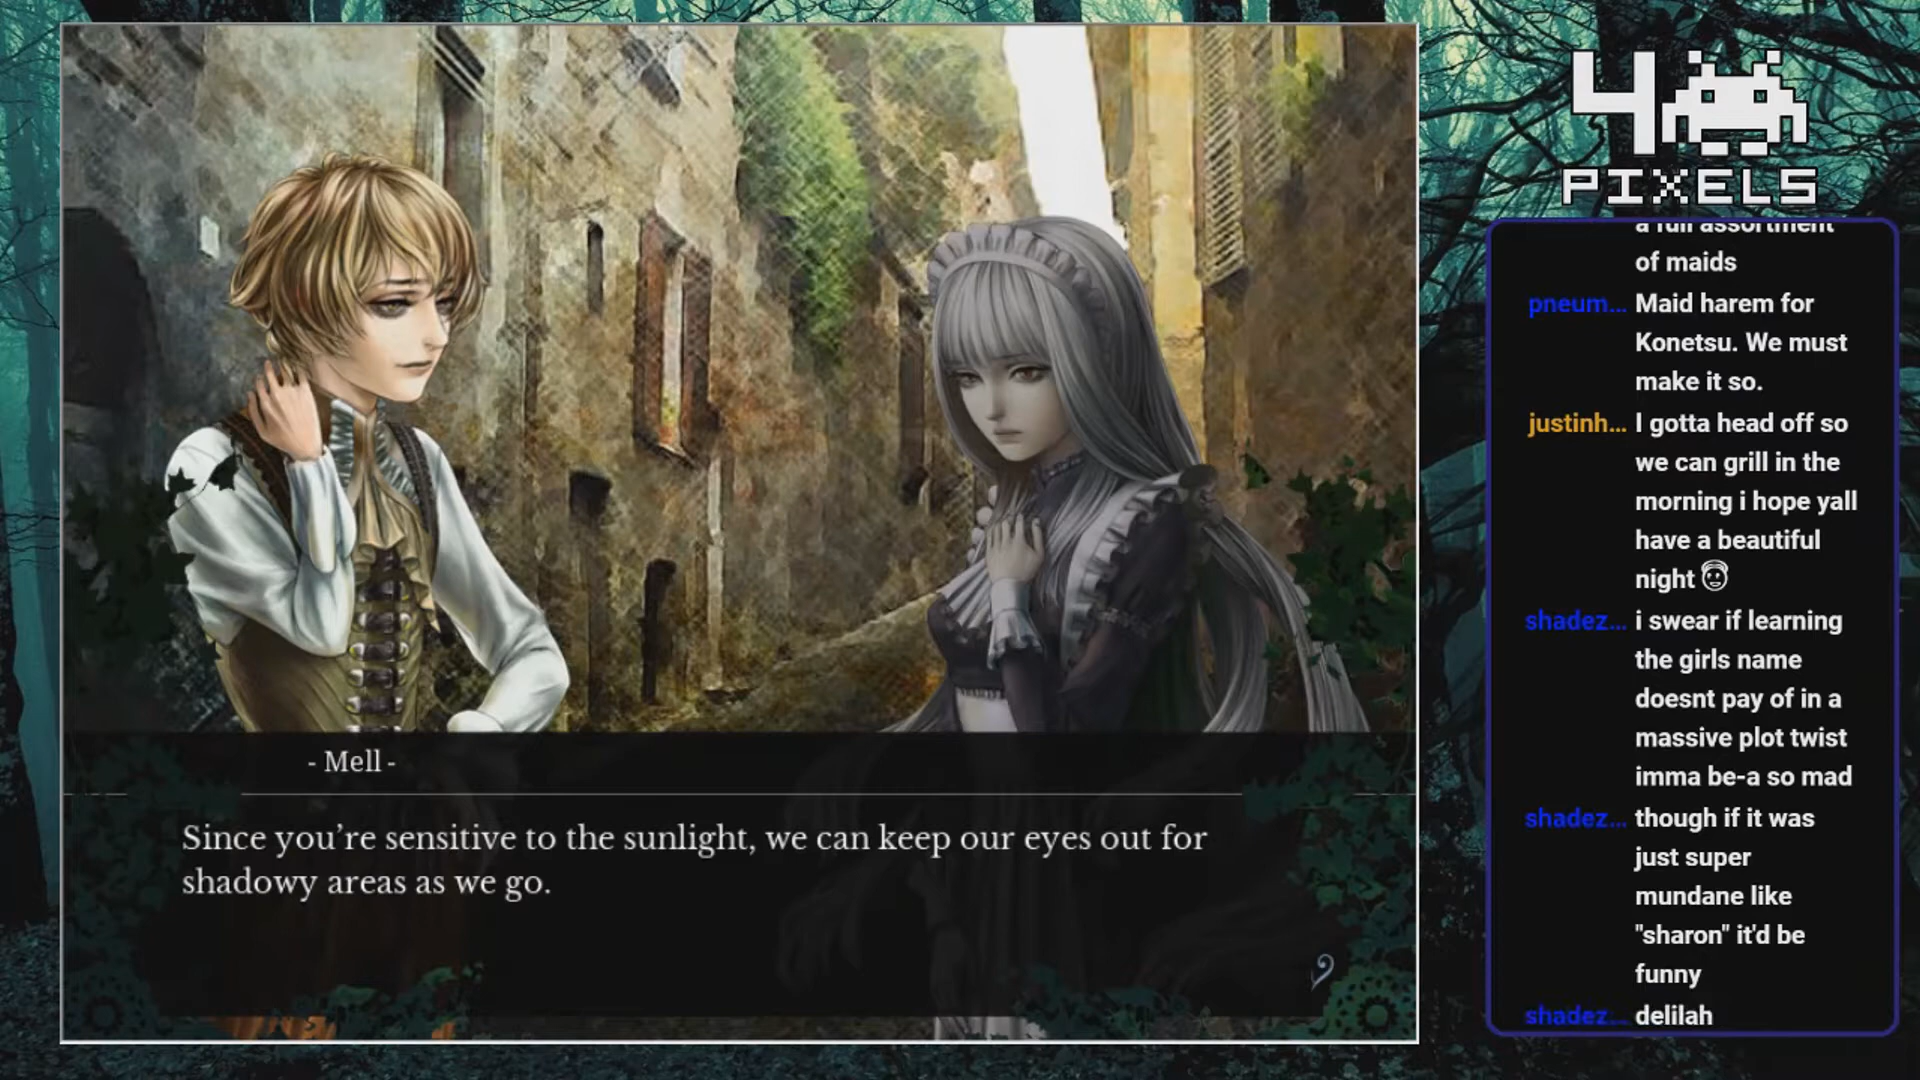 - Mell -
Since you’re sensitive to the sunlight, we can keep our eyes out for
shadowy areas as we go.
4
PIXELS
a full assortment
of maids
pneum... Maid harem for
Konetsu. We must
make it so.
justinh... I gotta head off so
we can grill in the
morning i hope yall
have a beautiful
night
shadez... i swear if learning
the girls name
doesnt pay of in a
massive plot twist
imma be-a so mad
shadez... though if it was
just super
mundane like
"sharon" it'd be
funny
shadez... delilah